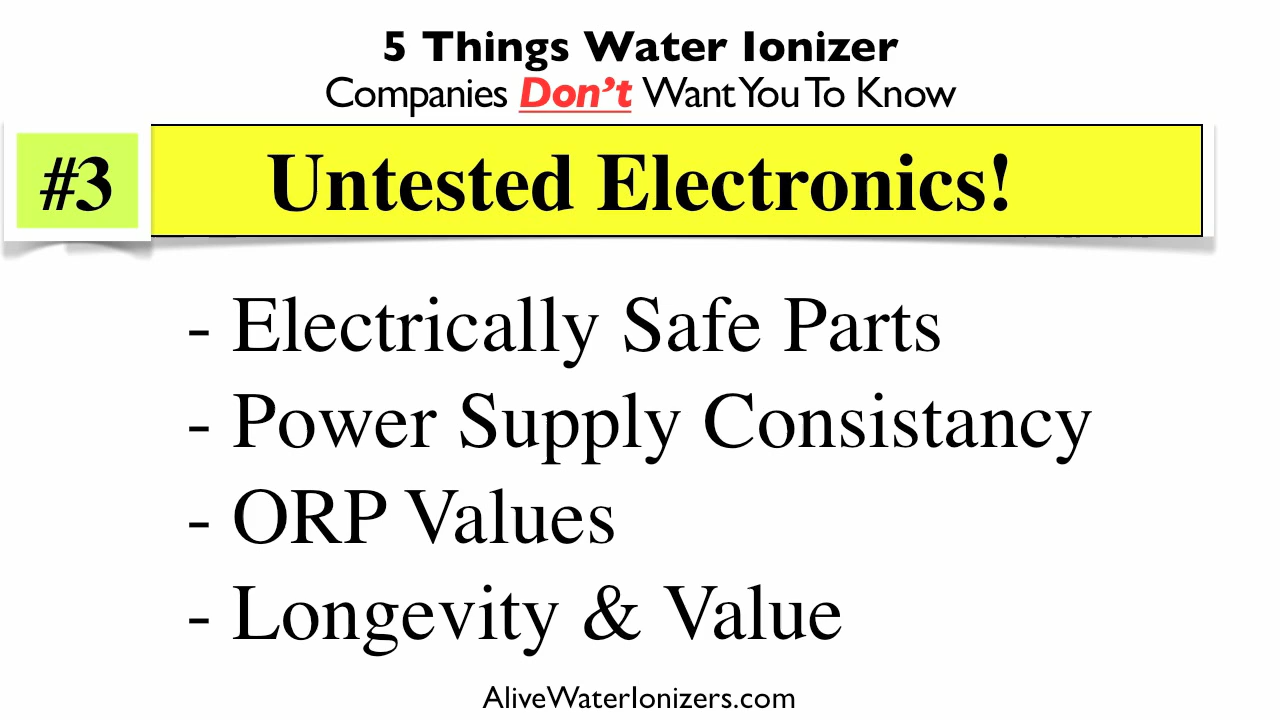 5 Things Water Ionizer
Companies Don't Want You To Know
#3
Untested Electronics!
- Electrically Safe Parts
- Power Supply Consistancy
- ORP Values
- Longevity & Value
AliveWaterIonizers.com